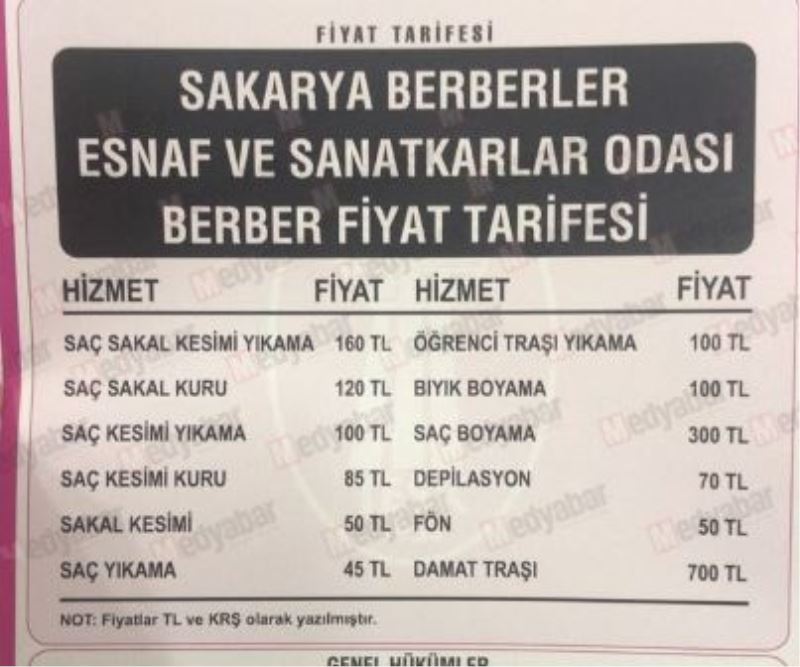 FİYAT TARİFESİ
SAKARYA BERBERLER
ESNAF VE SANATKARLAR ODASI
BERBER FİYAT TARİFESİ
HİZMET FİYAT HİZMET FİYAT
SAÇ SAKAL KESİMİ YIKAMA 160 TL ÖĞRENCİ TRAŞI YIKAMA 100 TL
SAÇ SAKAL KURU 120 TL BIYIK BOYAMA 100 TL
SAÇ KESİMİ YIKAMA 100 TL SAÇ BOYAMA 300 TL
SAÇ KESİMİ KURU 85 TL DEPİLASYON 70 TL
SAKAL KESİMİ 50 TL FÖN 50 TL
SAÇ YIKAMA 45 TL DAMAT TRAŞI 700 TL
NOT: Fiyatlar TL ve KRŞ olarak yazılmıştır.
GENEL HÜKÜMLER
Medyabar